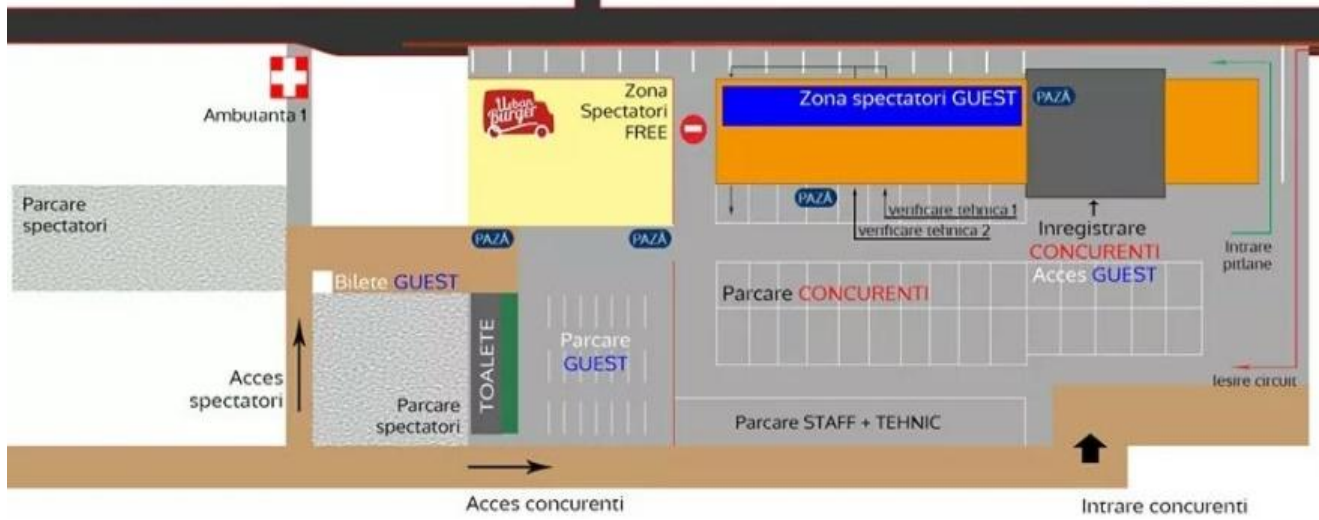 Ambulanta 1
Urban
Burger
Zona
Spectatori
FREE
Zona spectatori GUEST
PAZĂ
Parcare
spectatori
PAZĂ
verificare tehnica 1
verificare tehnica 2
PAZĂ
PAZĂ
Inregistrare
CONCURENTI
Acces GUEST
Intrare
pitlane
Bilete GUEST
Parcare CONCURENTI
TOALETE
Parcare
GUEST
Acces
spectatori
Parcare
spectatori
Iesire circuit
Parcare STAFF + TEHNIC
Acces concurenti
Intrare concurenti